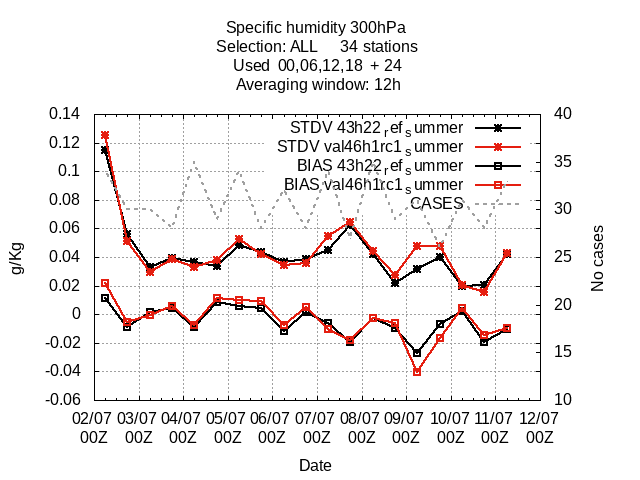 Specific humidity 300hPa
Selection: ALL 34 stations
Used 00,06,12,18 + 24
Averaging window: 12h
STDV 43h22refsummer
STDV val46h1rc1summer
BIAS 43h22refsummer
BIAS val46h1rc1summer
CASES
g/Kg
0.14
0.12
0.1
0.08
0.06
0.04
0.02
0
-0.02
-0.04
-0.06
40
35
30
25
20
15
10
No cases
02/07 03/07 04/07 05/07 06/07 07/07 08/07 09/07 10/07 11/07 12/07
00Z 00Z 00Z 00Z 00Z 00Z 00Z 00Z 00Z 00Z 00Z
Date